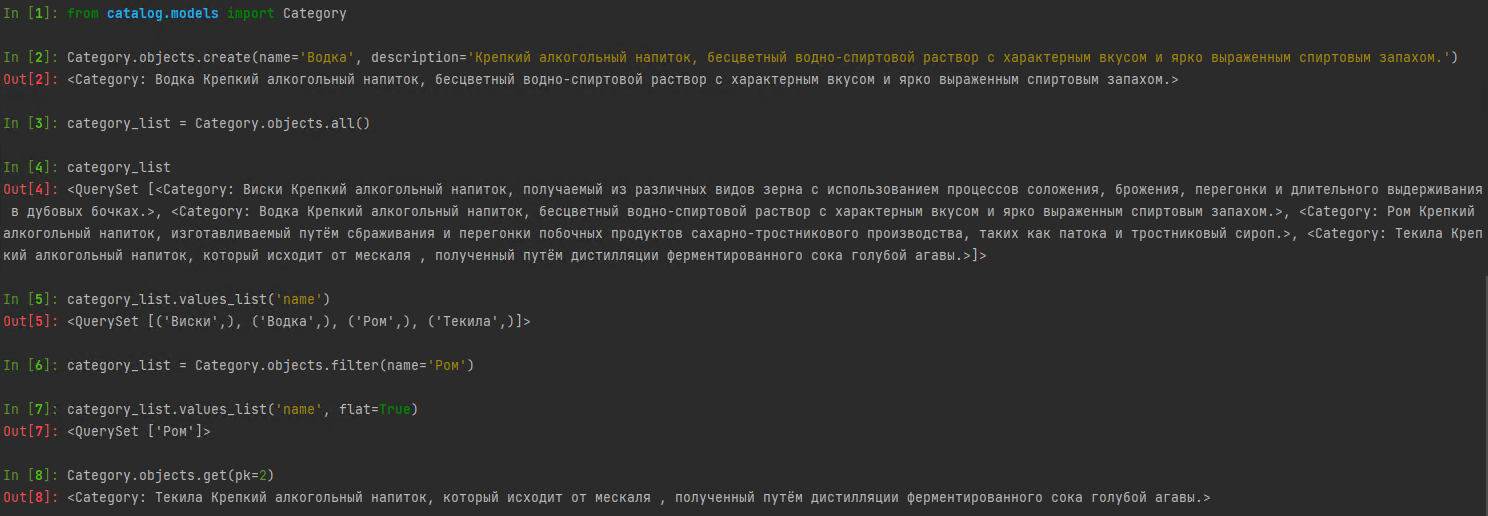 In [1]: from catalog.models import Category
In [2]: Category.objects.create(name='Водка', description='Крепкий алкогольный напиток, бесцветный водно-спиртовой раствор с характерным вкусом и ярко выраженным спиртовым запахом.')
Out[2]: <Category: Водка Крепкий алкогольный напиток, бесцветный водно-спиртовой раствор с характерным вкусом и ярко выраженным спиртовым запахом.>
In [3]: category_list = Category.objects.all()
In [4]: category_list
Out[4]: <QuerySet [<Category: Виски Крепкий алкогольный напиток, получаемый из различных видов зерна с использованием процессов соложения, брожения, перегонки и длительного выдерживания
в дубовых бочках.>, <Category: Водка Крепкий алкогольный напиток, бесцветный водно-спиртовой раствор с характерным вкусом и ярко выраженным спиртовым запахом.>, <Category: Ром Крепкий
алкогольный напиток, изготавливаемый путём сбраживания и перегонки побочных продуктов сахарно-тростникового производства, таких как патока и тростниковый сироп.>, <Category: Текила Креп
кий алкогольный напиток, который исходит от мескаля , полученный путём дистилляции ферментированного сока голубой агавы.>]>
In [5]: category_list.values_list('name')
Out[5]: <QuerySet [('Виски',), ('Водка',), ('Ром',), ('Текила',)]>
In [6]: category_list = Category.objects.filter(name='Ром')
In [7]: category_list.values_list('name', flat=True)
Out[7]: <QuerySet ['Ром']>
In [8]: Category.objects.get(pk=2)
Out[8]: <Category: Текила Крепкий алкогольный напиток, который исходит от мескаля , полученный путём дистилляции ферментированного сока голубой агавы.>